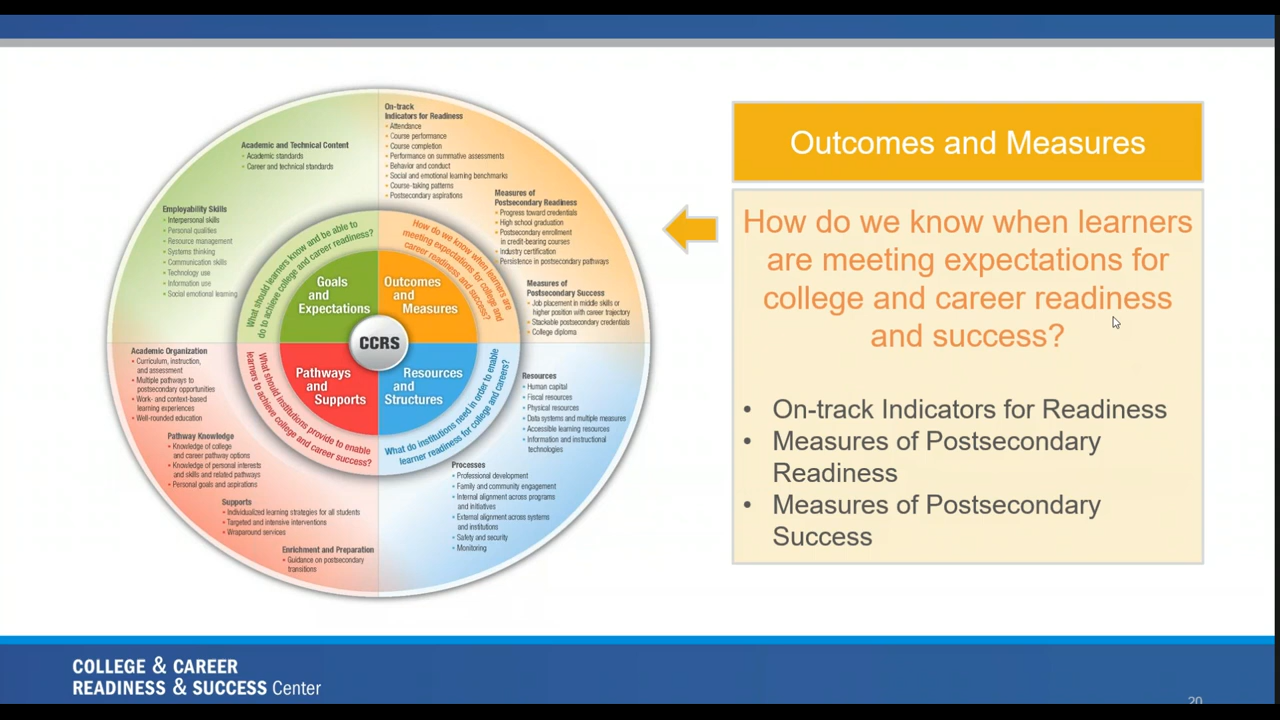 Academic and Technical Content
• Academic standards
• Career and technical standards
Employability Skills
• Interpersonal skills
• Personal qualities
• Resource management
• Systems thinking
• Communication skills
• Technology use
• Information use
• Social emotional learning
On-track
Indicators for Readiness
• Attendance
• Course performance
• Course completion
• Performance on summative assessments
• Behavior and conduct
• Social and emotional learning benchmarks
• Course-taking patterns
• Postsecondary aspirations
Measures of
Postsecondary Readiness
• Progress toward credentials
• High school graduation
• Postsecondary enrollment
in credit-bearing courses
• Industry certification
Persistence in postsecondary pathways
Measures of
Postsecondary Success
• Job placement in middle skills or
higher position with career trajectory
• Stackable postsecondary credentials
• College diploma
What should learners know and be able to
do to achieve college and career readiness?
How do we know when learners are
meeting expectations for college and
career readiness and success?
Goals
and
Expectations
Outcomes
and
Measures
CCRS
Pathways
and
Supports
Resources
and
Structures
What should institutions provide to enable
learners to achieve college and career success?
What do institutions need in order to enable
learner readiness for college and careers?
Academic Organization
• Curriculum, instruction,
and assessment
• Multiple pathways to
postsecondary opportunities
• Work- and context-based
learning experiences
• Well-rounded education
Pathway Knowledge
• Knowledge of college
and career pathway options
• Knowledge of personal interests
and skills and related pathways
• Personal goals and aspirations
Supports
• Individualized learning strategies for all students
• Targeted and intensive interventions
• Wraparound services
Enrichment and Preparation
• Guidance on postsecondary
transitions
Resources
• Human capital
• Fiscal resources
• Physical resources
• Data systems and multiple measures
• Accessible learning resources
• Information and instructional
technologies
Processes
• Professional development
• Family and community engagement
• Internal alignment across programs
and initiatives
• External alignment across systems
and institutions
• Safety and security
• Monitoring
Outcomes and Measures
How do we know when learners
are meeting expectations for
college and career readiness
and success?
• On-track Indicators for Readiness
• Measures of Postsecondary
Readiness
• Measures of Postsecondary
Success
COLLEGE & CAREER
READINESS & SUCCESS Center
20